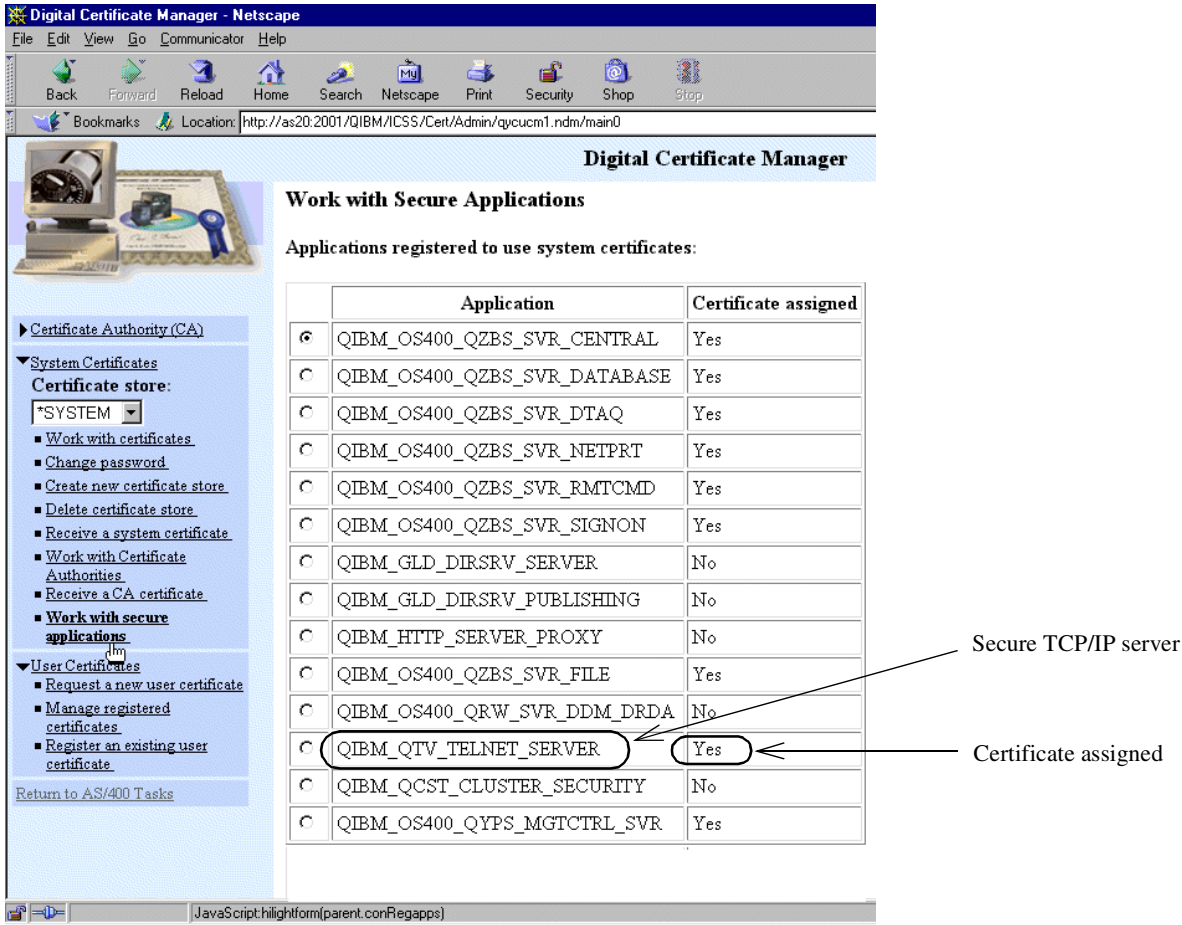 Digital Certificate Manager - Netscape
File Edit View Go Communicator Help
Back Forward Reload Home Search Netscape Print Security Shop Stop
Bookmarks Location: http://as20:2001/QIBM/ICSS/Cert/Admin/qycucm1.ndm/main0
Digital Certificate Manager
Certificate Authority (CA)
System Certificates
Certificate store:
*SYSTEM
Work with certificates
Change password
Create new certificate store
Delete certificate store
Receive a system certificate
Work with Certificate
Authorities
Receive a CA certificate
Work with secure
applications
User Certificates
Request a new user certificate
Manage registered
certificates
Register an existing user
certificate
Return to AS/400 Tasks
Work with Secure Applications
Applications registered to use system certificates:
Application Certificate assigned
QIBM_OS400_QZBS_SVR_CENTRAL Yes
QIBM_OS400_QZBS_SVR_DATABASE Yes
QIBM_OS400_QZBS_SVR_DTAQ Yes
QIBM_OS400_QZBS_SVR_NETPRT Yes
QIBM_OS400_QZBS_SVR_RMTCMD Yes
QIBM_OS400_QZBS_SVR_SIGNON Yes
QIBM_GLD_DIRSRV_SERVER No
QIBM_GLD_DIRSRV_PUBLISHING No
QIBM_HTTP_SERVER_PROXY No
QIBM_OS400_QZBS_SVR_FILE Yes
QIBM_OS400_QRW_SVR_DDM_DRDA No
QIBM_QTV_TELNET_SERVER Yes
QIBM_QCST_CLUSTER_SECURITY No
QIBM_OS400_QYPS_MGTCTRL_SVR Yes
Secure TCP/IP server
Certificate assigned
JavaScript:hilightform(parent.conRegapps)